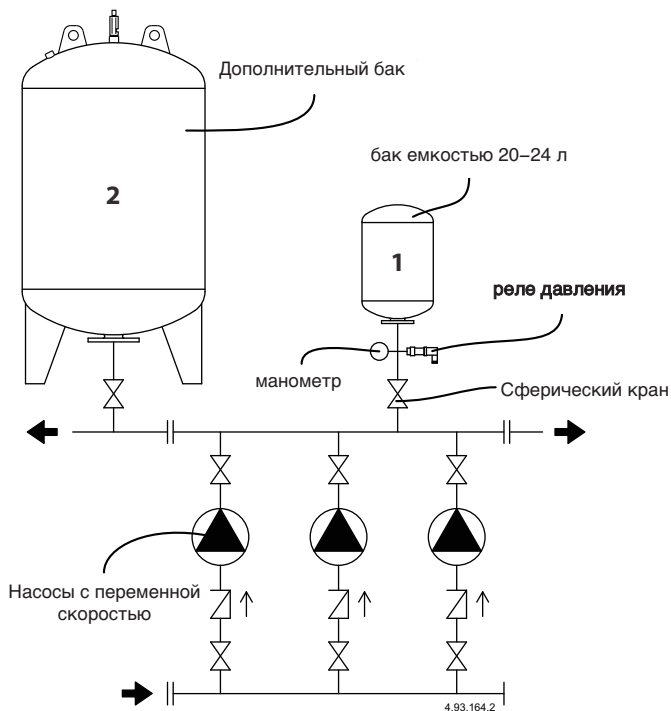 Дополнительный бак
бак емкостью 20–24 л
2
1
реле давления
манометр
Сферический кран
Насосы с переменной
скоростью
4.93.164.2